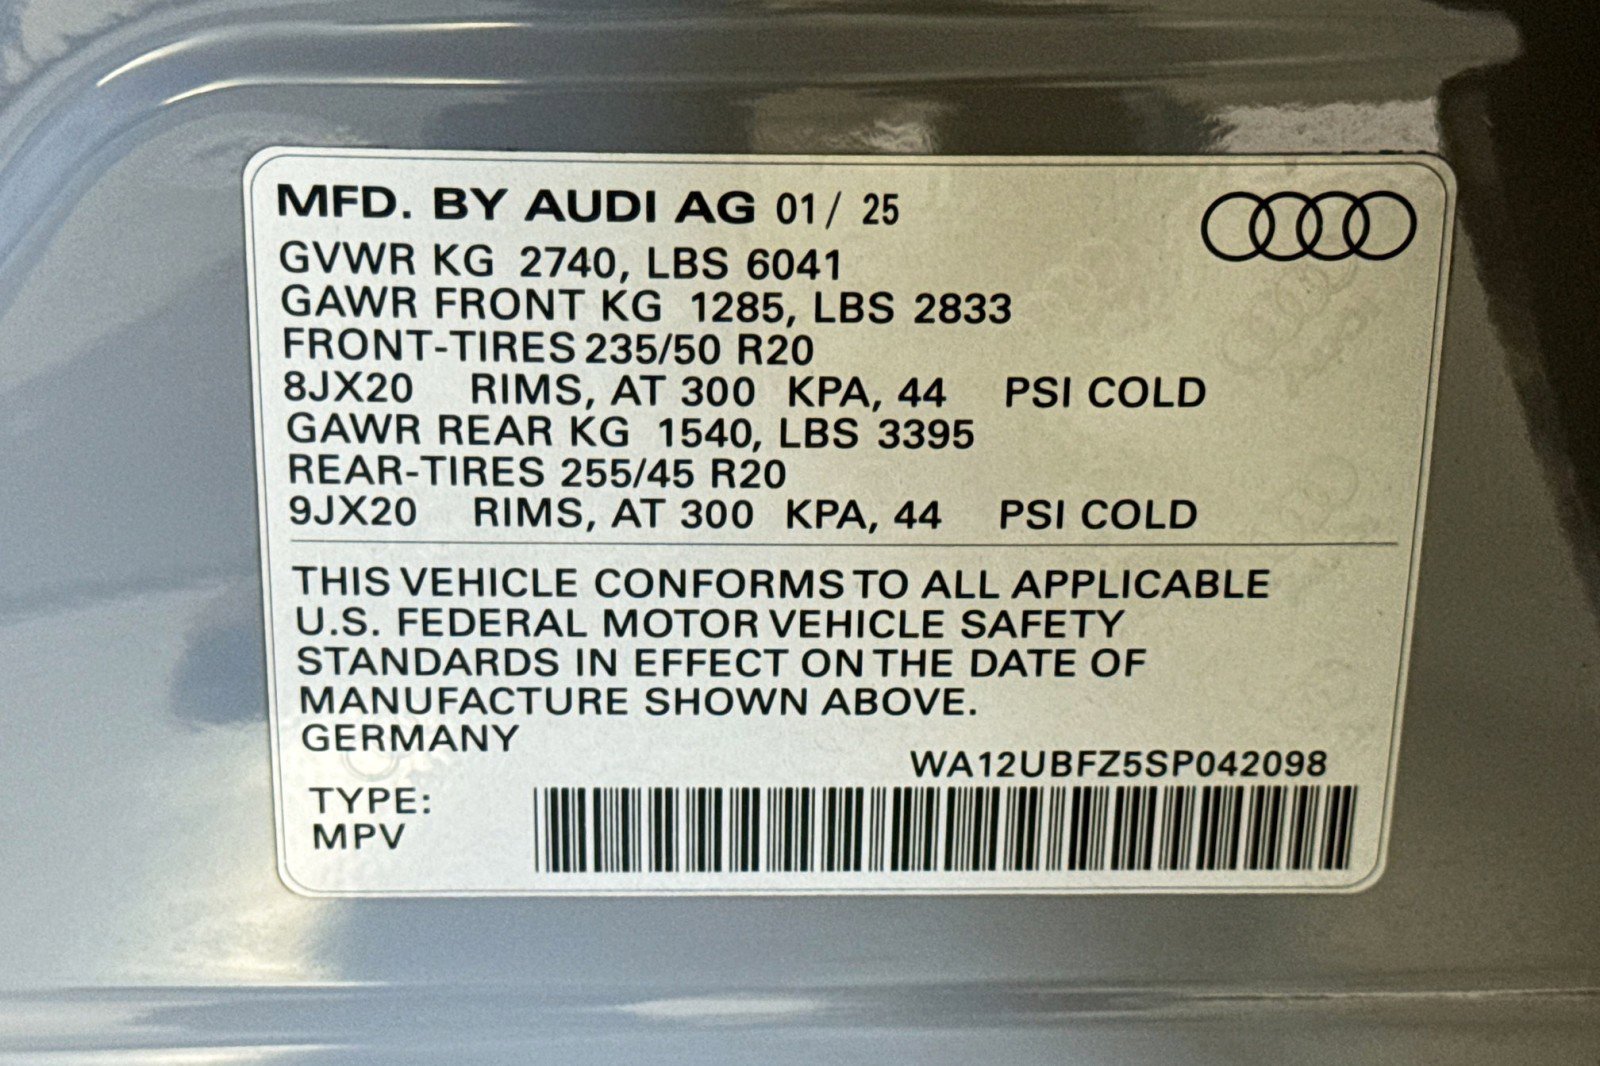 MFD. BY AUDI AG 01/ 25
GVWR KG 2740, LBS 6041
GAWR FRONT KG 1285, LBS 2833
FRONT-TIRES 235/50 R20
8JX20 RIMS, AT 300 KPA, 44 PSI COLD
GAWR REAR KG 1540, LBS 3395
REAR-TIRES 255/45 R20
9JX20 RIMS, AT 300 KPA, 44 PSI COLD
THIS VEHICLE CONFORMS TO ALL APPLICABLE
U.S. FEDERAL MOTOR VEHICLE SAFETY
STANDARDS IN EFFECT ON THE DATE OF
MANUFACTURE SHOWN ABOVE.
GERMANY
WA12UBFZ5SP042098
TYPE:
MPV